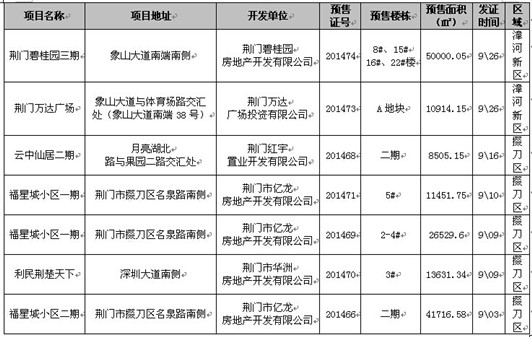 项目名称 项目地址 开发单位 预售证号 预售楼栋 预售面积(㎡) 发证时间 区域
荆门碧桂园三期 象山大道南端南侧 荆门碧桂园房地产开发有限公司 201474 8#、15#16#、22#楼 50000.05 9\26 漳河新区
荆门万达广场 象山大道与体育场路交汇处（象山大道南端38号） 荆门万达广场投资有限公司 201473 A地块 10914.15 9\26 漳河新区
云中仙居二期 月亮湖北路与果园二路交汇处 荆门红宇置业开发有限公司 201468 二期 8505.15 9\16 掇刀区
福星城小区一期 荆门市掇刀区名泉路南侧 荆门市亿龙房地产开发有限公司 201471 5# 11451.75 9\10 掇刀区
福星城小区一期 荆门市掇刀区名泉路南侧 荆门市亿龙房地产开发有限公司 201469 2-4# 26529.6 9\09 掇刀区
利民荆楚天下 深圳大道南侧 荆门市华洲房地产开发有限公司 201470 3# 13631.34 9\09 掇刀区
福星城小区二期 荆门市掇刀区名泉路南侧 荆门市亿龙房地产开发有限公司 201466 二期 41716.58 9\03 掇刀区